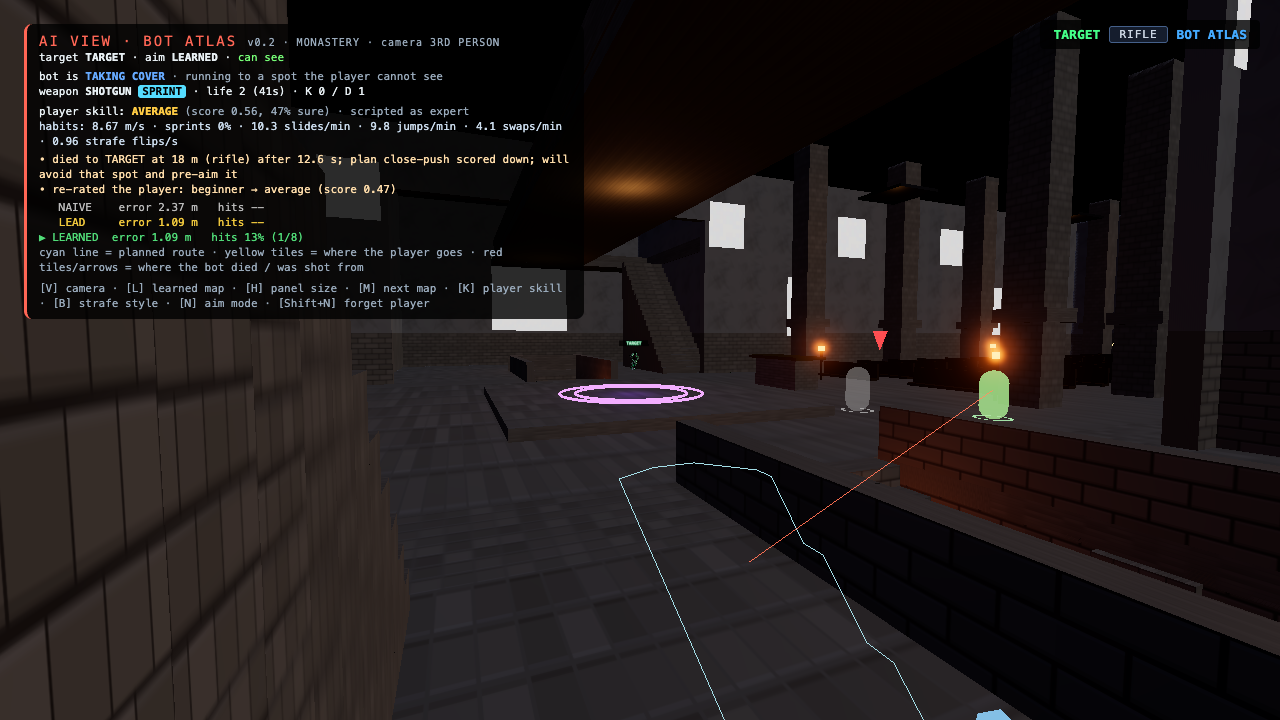 AI VIEW · BOT ATLAS v0.2 · MONASTERY · camera 3RD PERSON
target TARGET · aim LEARNED · can see
bot is TAKING COVER · running to a spot the player cannot see
weapon SHOTGUN SPRINT · life 2 (41s) · K 0 / D 1
player skill: AVERAGE (score 0.56, 47% sure) · scripted as expert
habits: 8.67 m/s · sprints 0% · 10.3 slides/min · 9.8 jumps/min · 4.1 swaps/min
· 0.96 strafe flips/s
• died to TARGET at 18 m (rifle) after 12.6 s; plan close-push scored down; will
avoid that spot and pre-aim it
• re-rated the player: beginner → average (score 0.47)
NAIVE error 2.37 m hits ——
LEAD error 1.09 m hits ——
▶ LEARNED error 1.09 m hits 13% (1/8)
cyan line = planned route · yellow tiles = where the player goes · red
tiles/arrows = where the bot died / was shot from
[V] camera · [L] learned map · [H] panel size · [M] next map · [K] player skill
· [B] strafe style · [N] aim mode · [Shift+N] forget player
TARGET RIFLE BOT ATLAS
TARGET